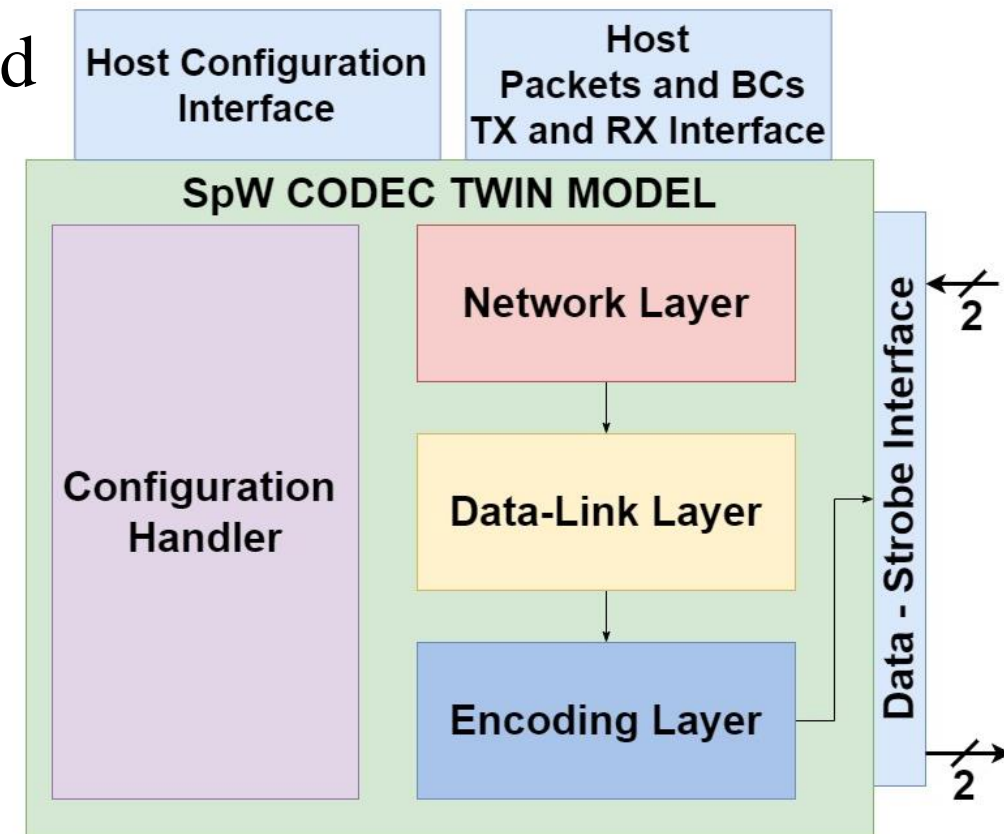 d
Host Configuration
Interface
Host
Packets and BCs
TX and RX Interface
SpW CODEC TWIN MODEL
Network Layer
2
Configuration
Handler
Data-Link Layer
Data - Strobe Interface
Encoding Layer
2